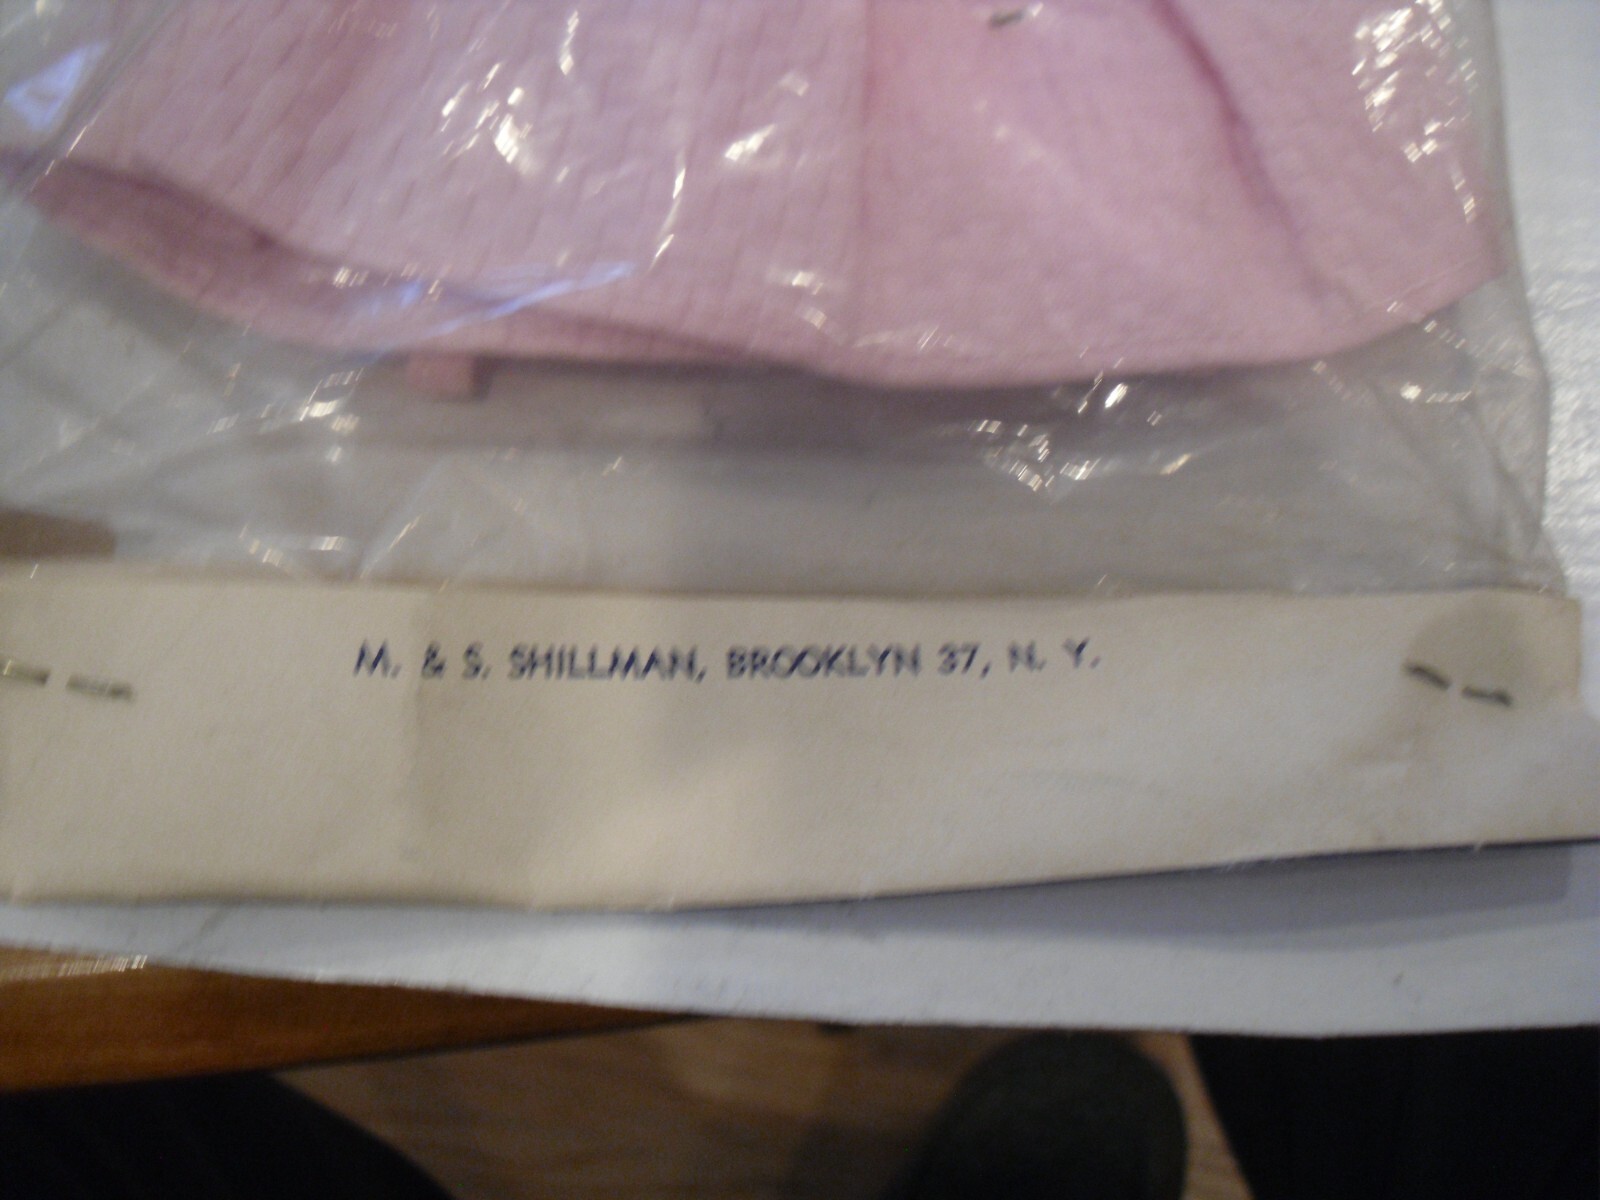 M. & S. SHILLMAN, BROOKLYN 37, N. Y.